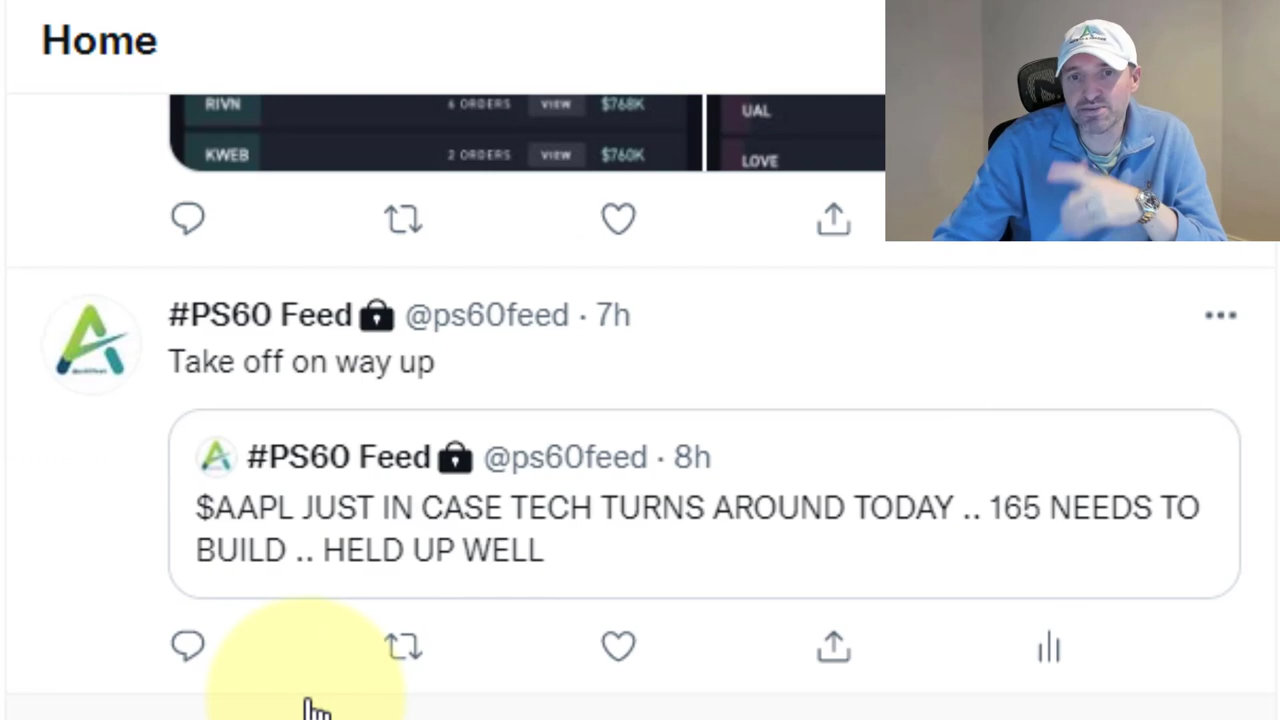 Home
RIVN 6 ORDERS VIEW $768K
KWEB 2 ORDERS VIEW $760K
UAL
LOVE
#PS60 Feed @ps60feed · 7h
Take off on way up
#PS60 Feed @ps60feed · 8h
$AAPL JUST IN CASE TECH TURNS AROUND TODAY .. 165 NEEDS TO
BUILD .. HELD UP WELL